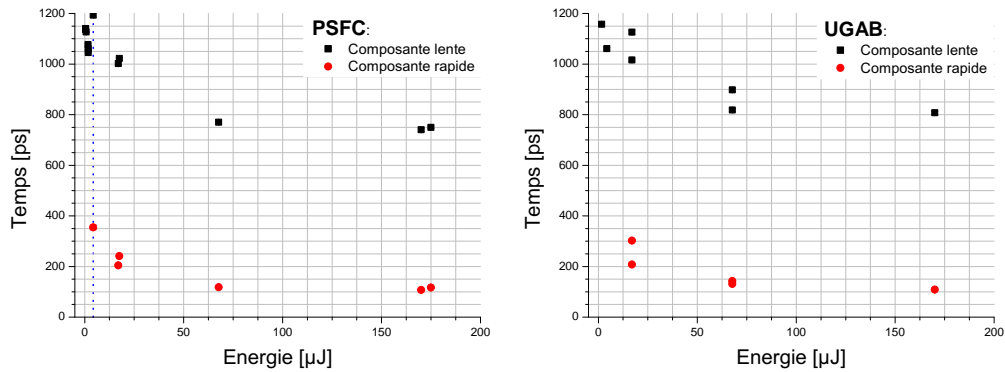 PSFC:
Composante lente
Composante rapide
1200
1000
800
600
400
200
0
Temps [ps]
0 50 100 150 200
Energie [µJ]
UGAB:
Composante lente
Composante rapide
1200
1000
800
600
400
200
0
Temps [ps]
0 50 100 150 200
Energie [µJ]